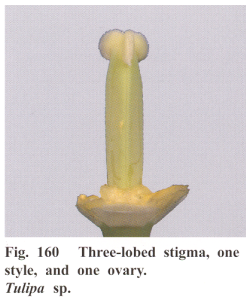 Fig. 160 Three-lobed stigma, one
style, and one ovary.
Tulipa sp.